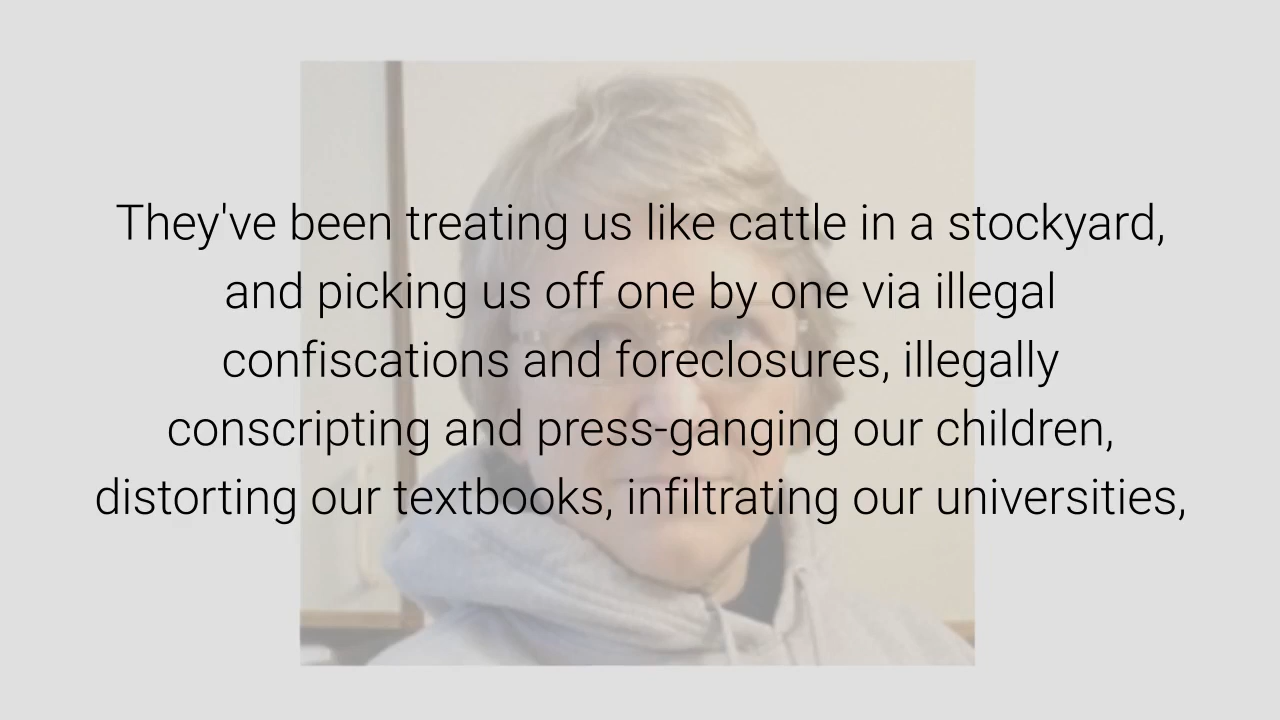 They've been treating us like cattle in a stockyard,
and picking us off one by one via illegal
confiscations and foreclosures, illegally
conscripting and press-ganging our children,
distorting our textbooks, infiltrating our universities,